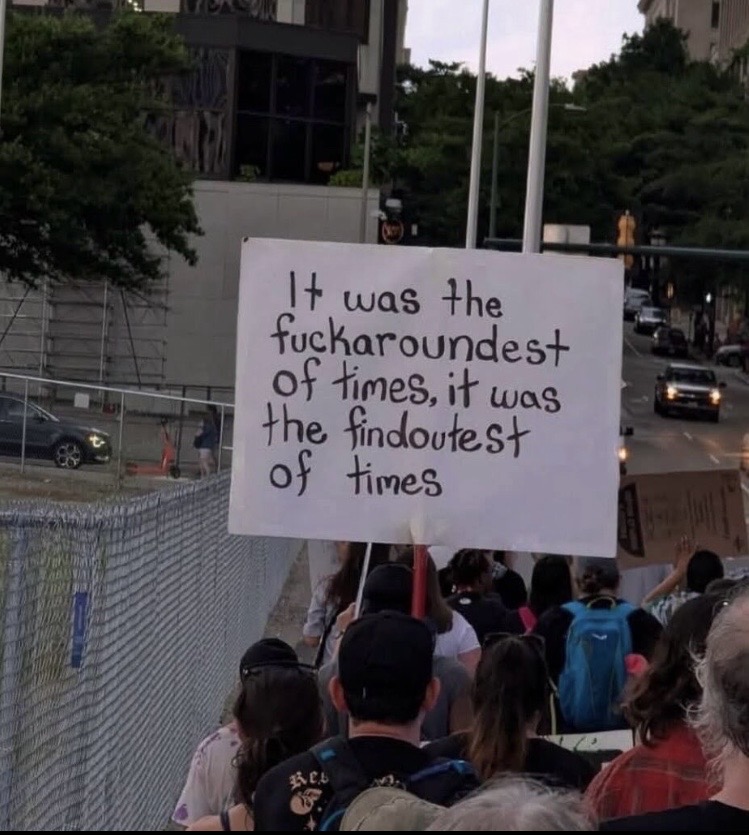 It was the
fuckaroundest
of times, it was
the findoutest
of times